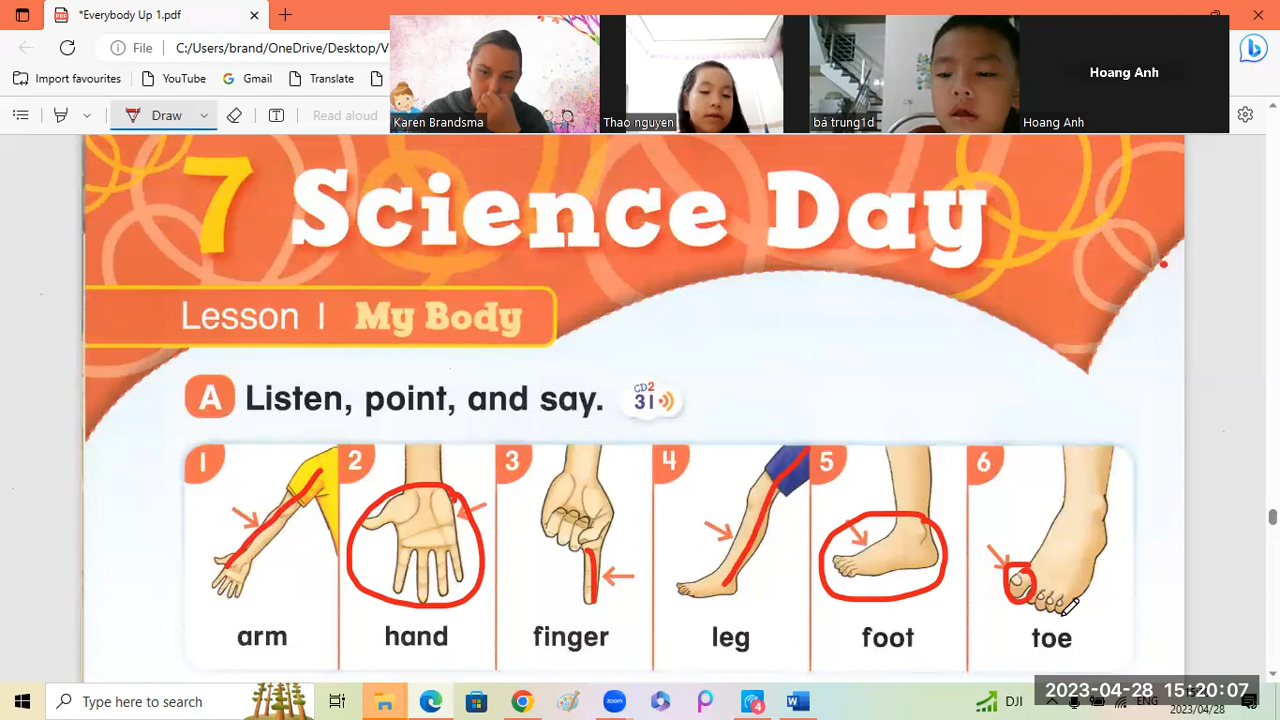 *Everybody Up 1.pdf
File
C:/Users/brand/OneDrive/Desktop/V
Import favourites
YouTube
Gmail
Translate
Draw
Read aloud
Karen Brandsma
Thao nguyen
bá trung1d
Hoang Anh
Hoang Anh
7 Science Day
Lesson 1 My Body
A Listen, point, and say.
CD2
31
1 2 3 4 5 6
arm hand finger leg foot toe
Type here to search
zoom
4
DJI
ENG
2023-04-28 15:20:07
2023/04/28